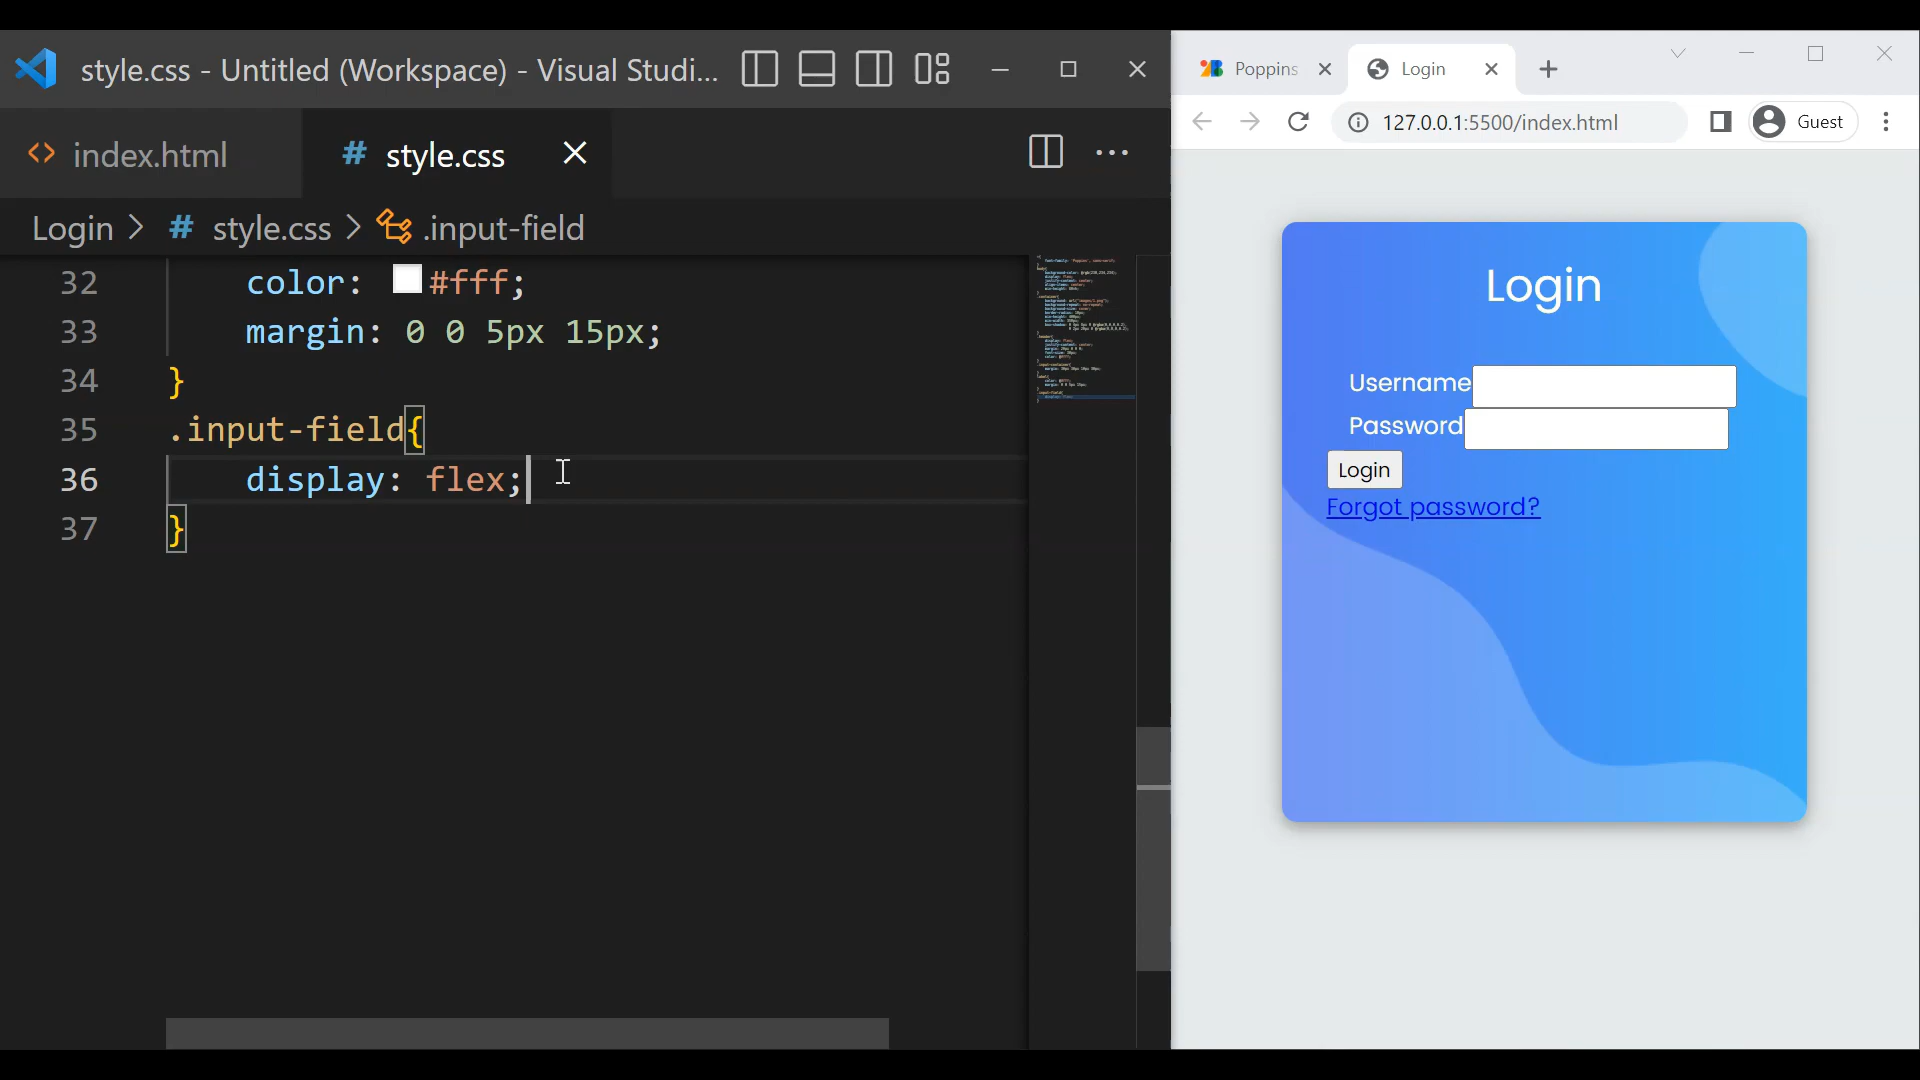 style.css - Untitled (Workspace) - Visual Studi...
index.html
# style.css
Login > # style.css > .input-field
32 color: #fff;
33 margin: 0 0 5px 15px;
34 }
35 .input-field{
36 display: flex;
37 }
Poppins
Login
127.0.0.1:5500/index.html
Guest
Login
Username
Password
Login
Forgot password?